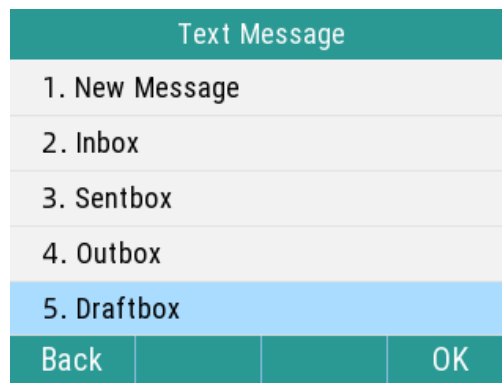 Text Message
1. New Message
2. Inbox
3. Sentbox
4. Outbox
5. Draftbox
Back OK